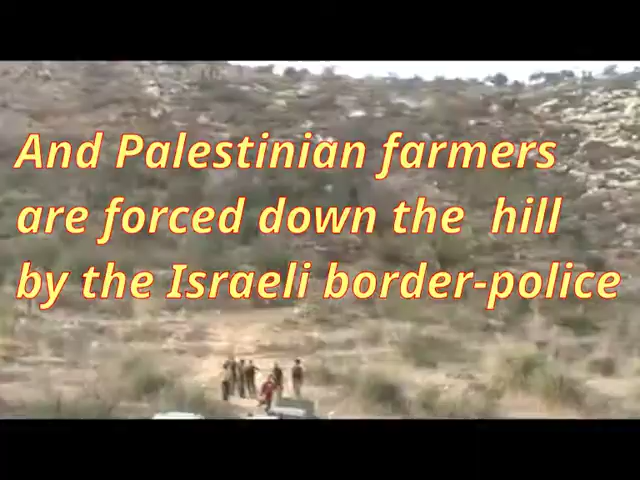 And Palestinian farmers
are forced down the hill
by the Israeli border-police